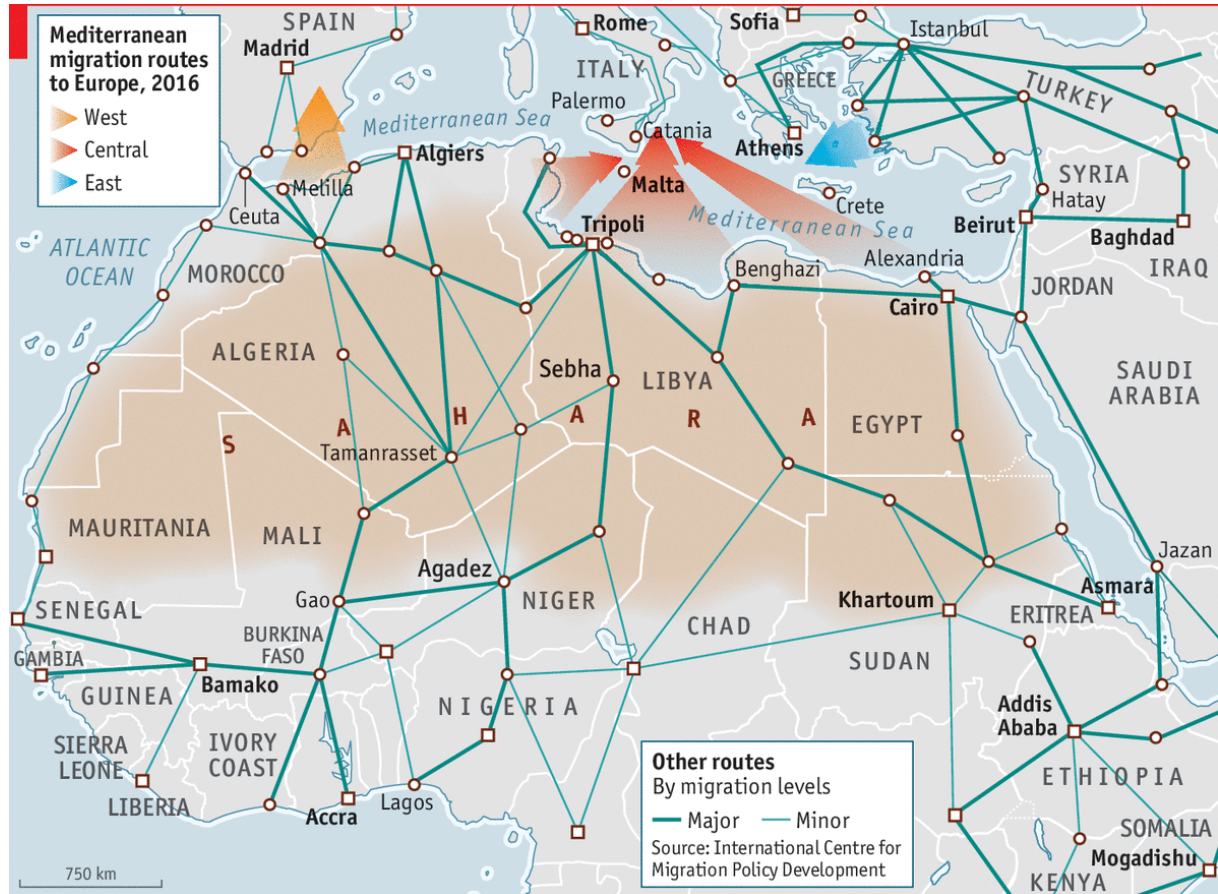 Mediterranean
migration routes
to Europe, 2016
West
Central
East
SPAIN
Madrid
Rome
ITALY
Sofia
Istanbul
GREECE
TURKEY
Palermo
Catania
Mediterranean Sea
Algiers
Athens
Malta
Melilla
Ceuta
Crete
SYRIA
Hatay
Tripoli
Mediterranean Sea
Beirut
Baghdad
ATLANTIC
OCEAN
MOROCCO
Benghazi
Alexandria
IRAQ
JORDAN
Cairo
ALGERIA
Sebha
LIBYA
SAUDI
ARABIA
EGYPT
S A H A R A
Tamanrasset
MAURITANIA
MALI
Agadez
Jazan
Gao
NIGER
Khartoum
Asmara
ERITREA
SENEGAL
CHAD
BURKINA
FASO
GAMBIA
SUDAN
Bamako
GUINEA
NIGERIA
Addis
Ababa
SIERRA
LEONE
IVORY
COAST
ETHIOPIA
LIBERIA
Accra
Lagos
SOMALIA
Mogadishu
KENYA
Other routes
By migration levels
Major
Minor
Source: International Centre for
Migration Policy Development
750 km